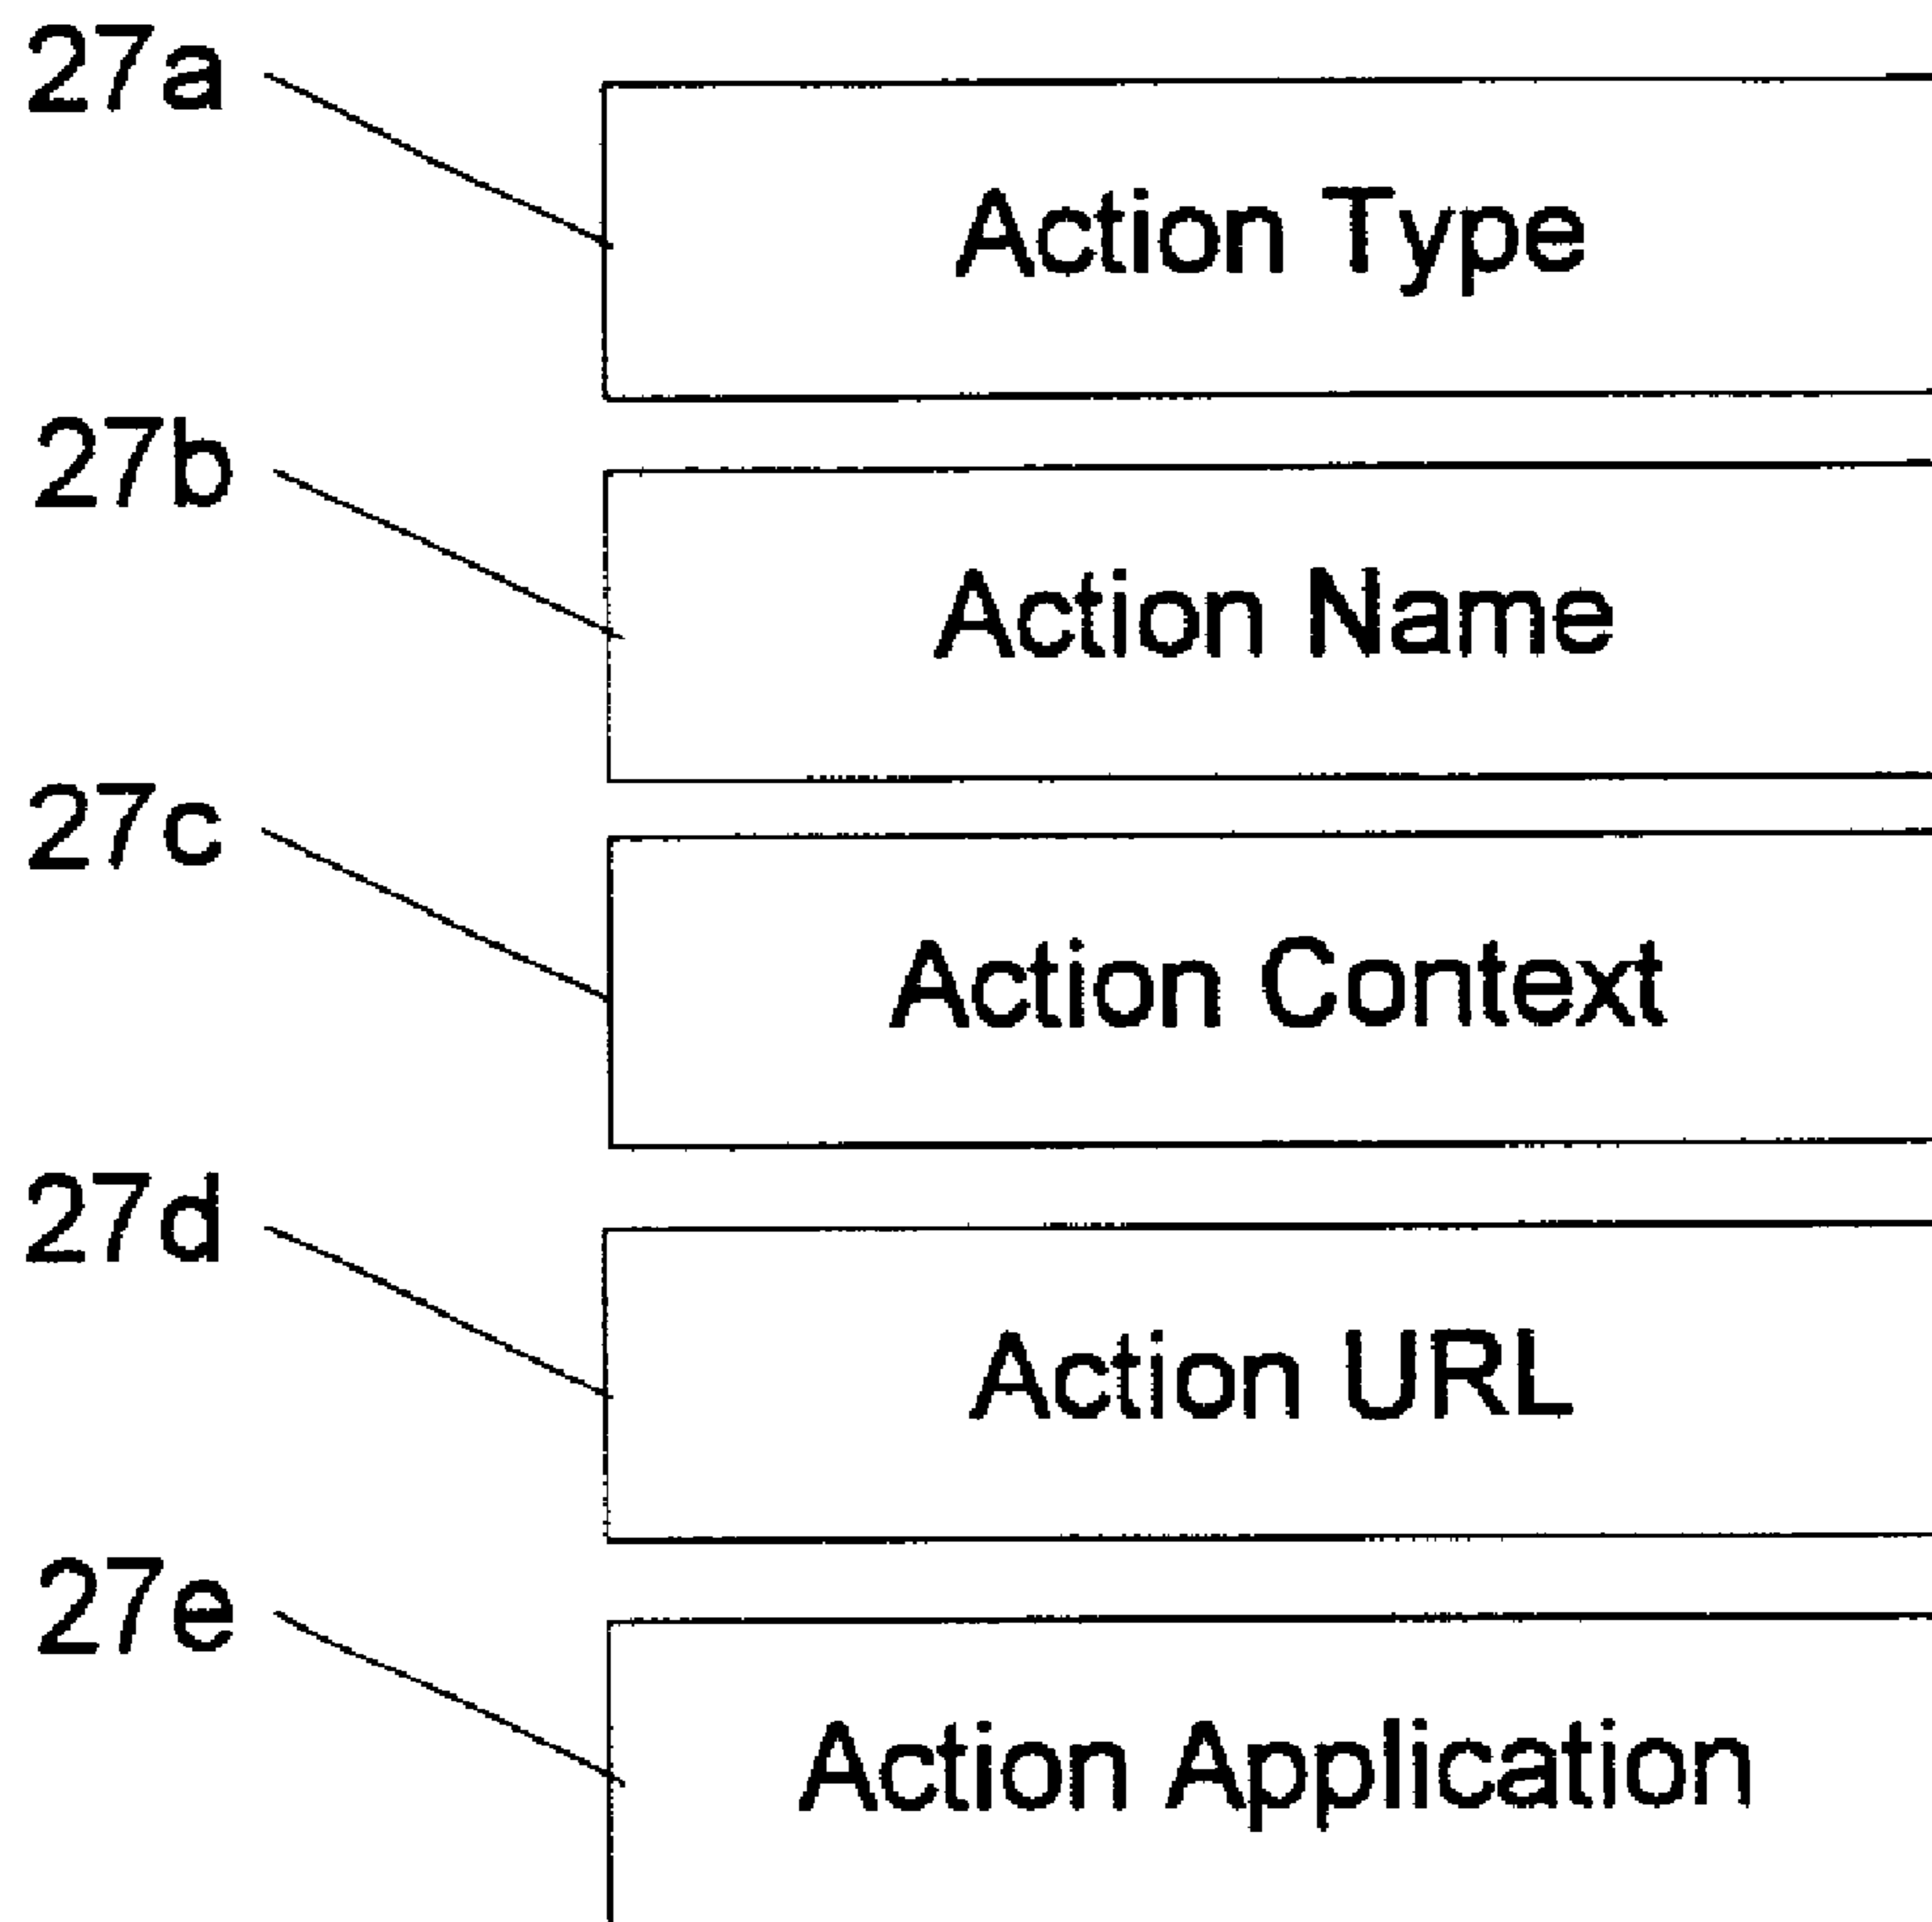 27a
Action Type
27b
Action Name
27c
Action Context
27d
Action URL
27e
Action Application